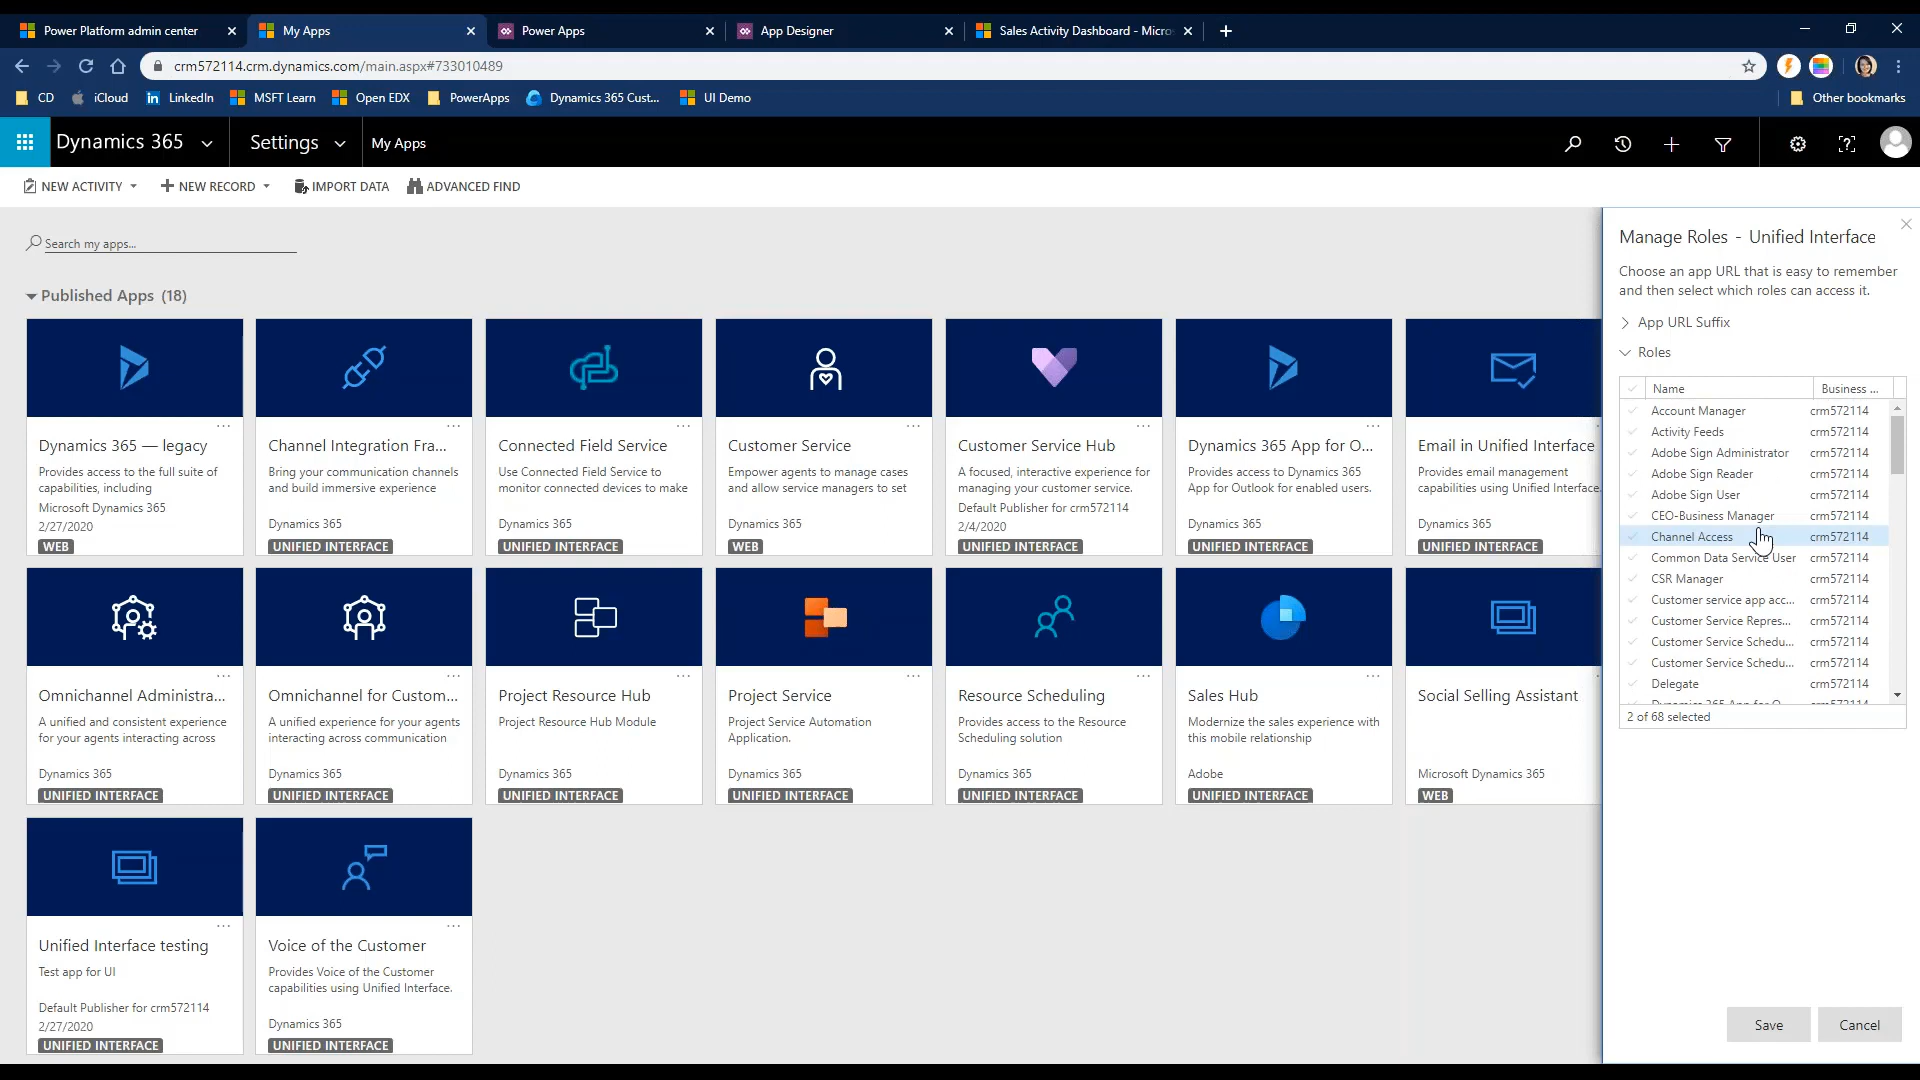 Power Platform admin center
My Apps
Power Apps
App Designer
Sales Activity Dashboard - Micro
crm572114.crm.dynamics.com/main.aspx#733010489
CD
iCloud
LinkedIn
MSFT Learn
Open EDX
PowerApps
Dynamics 365 Cust...
UI Demo
Other bookmarks
Dynamics 365
Settings
My Apps
NEW ACTIVITY
NEW RECORD
IMPORT DATA
ADVANCED FIND
Search my apps...
Published Apps (18)
Dynamics 365 — legacy
Provides access to the full suite of
capabilities, including
Microsoft Dynamics 365
2/27/2020
WEB
Channel Integration Fra...
Bring your communication channels
and build immersive experience
Dynamics 365
UNIFIED INTERFACE
Connected Field Service
Use Connected Field Service to
monitor connected devices to make
Dynamics 365
UNIFIED INTERFACE
Customer Service
Empower agents to manage cases
and allow service managers to set
Dynamics 365
WEB
Customer Service Hub
A focused, interactive experience for
managing your customer service.
Default Publisher for crm572114
2/4/2020
UNIFIED INTERFACE
Dynamics 365 App for O...
Provides access to Dynamics 365
App for Outlook for enabled users.
Dynamics 365
UNIFIED INTERFACE
Email in Unified Interface
Provides email management
capabilities using Unified Interface.
Dynamics 365
UNIFIED INTERFACE
Omnichannel Administra...
A unified and consistent experience
for your agents interacting across
Dynamics 365
UNIFIED INTERFACE
Omnichannel for Custom...
A unified experience for your agents
interacting across communication
Dynamics 365
UNIFIED INTERFACE
Project Resource Hub
Project Resource Hub Module
Dynamics 365
UNIFIED INTERFACE
Project Service
Project Service Automation
Application.
Dynamics 365
UNIFIED INTERFACE
Resource Scheduling
Provides access to the Resource
Scheduling solution
Dynamics 365
UNIFIED INTERFACE
Sales Hub
Modernize the sales experience with
this mobile relationship
Adobe
UNIFIED INTERFACE
Social Selling Assistant
Microsoft Dynamics 365
WEB
Unified Interface testing
Test app for UI
Default Publisher for crm572114
2/27/2020
UNIFIED INTERFACE
Voice of the Customer
Provides Voice of the Customer
capabilities using Unified Interface.
Dynamics 365
UNIFIED INTERFACE
Manage Roles - Unified Interface
Choose an app URL that is easy to remember
and then select which roles can access it.
App URL Suffix
Roles
Name Business ...
Account Manager crm572114
Activity Feeds crm572114
Adobe Sign Administrator crm572114
Adobe Sign Reader crm572114
Adobe Sign User crm572114
CEO-Business Manager crm572114
Channel Access crm572114
Common Data Service User crm572114
CSR Manager crm572114
Customer service app acc... crm572114
Customer Service Repres... crm572114
Customer Service Schedu... crm572114
Customer Service Schedu... crm572114
Delegate crm572114
Dynamics 365 App for O... crm572114
2 of 68 selected
Save
Cancel